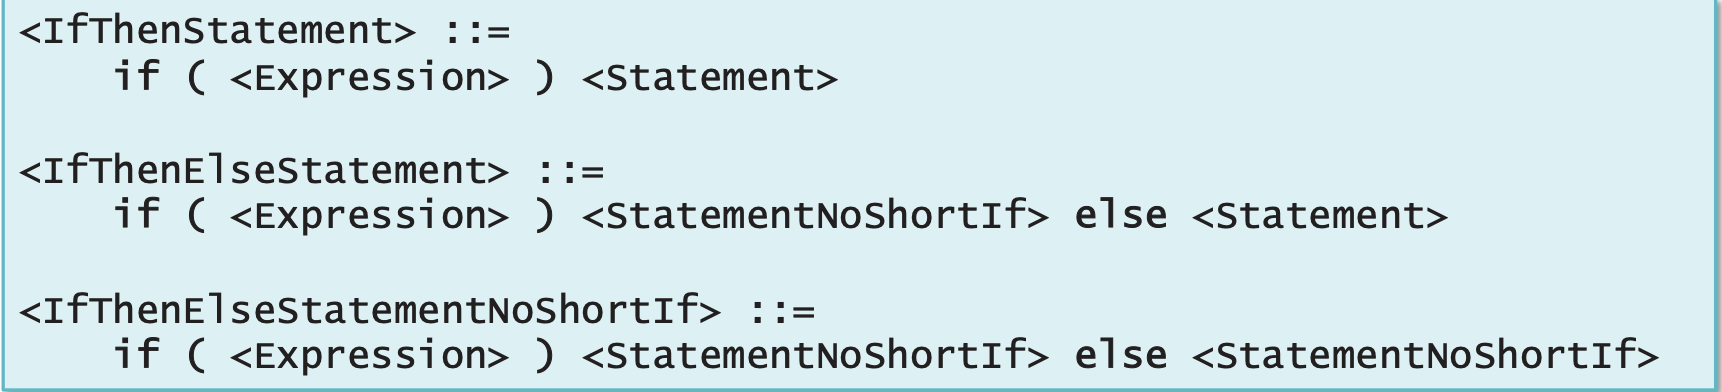 <IfThenStatement> ::=
if ( <Expression> ) <Statement>
<IfThenElseStatement> ::=
if ( <Expression> ) <StatementNoShortIf> else <Statement>
<IfThenElseStatementNoShortIf> ::=
if ( <Expression> ) <StatementNoShortIf> else <StatementNoShortIf>